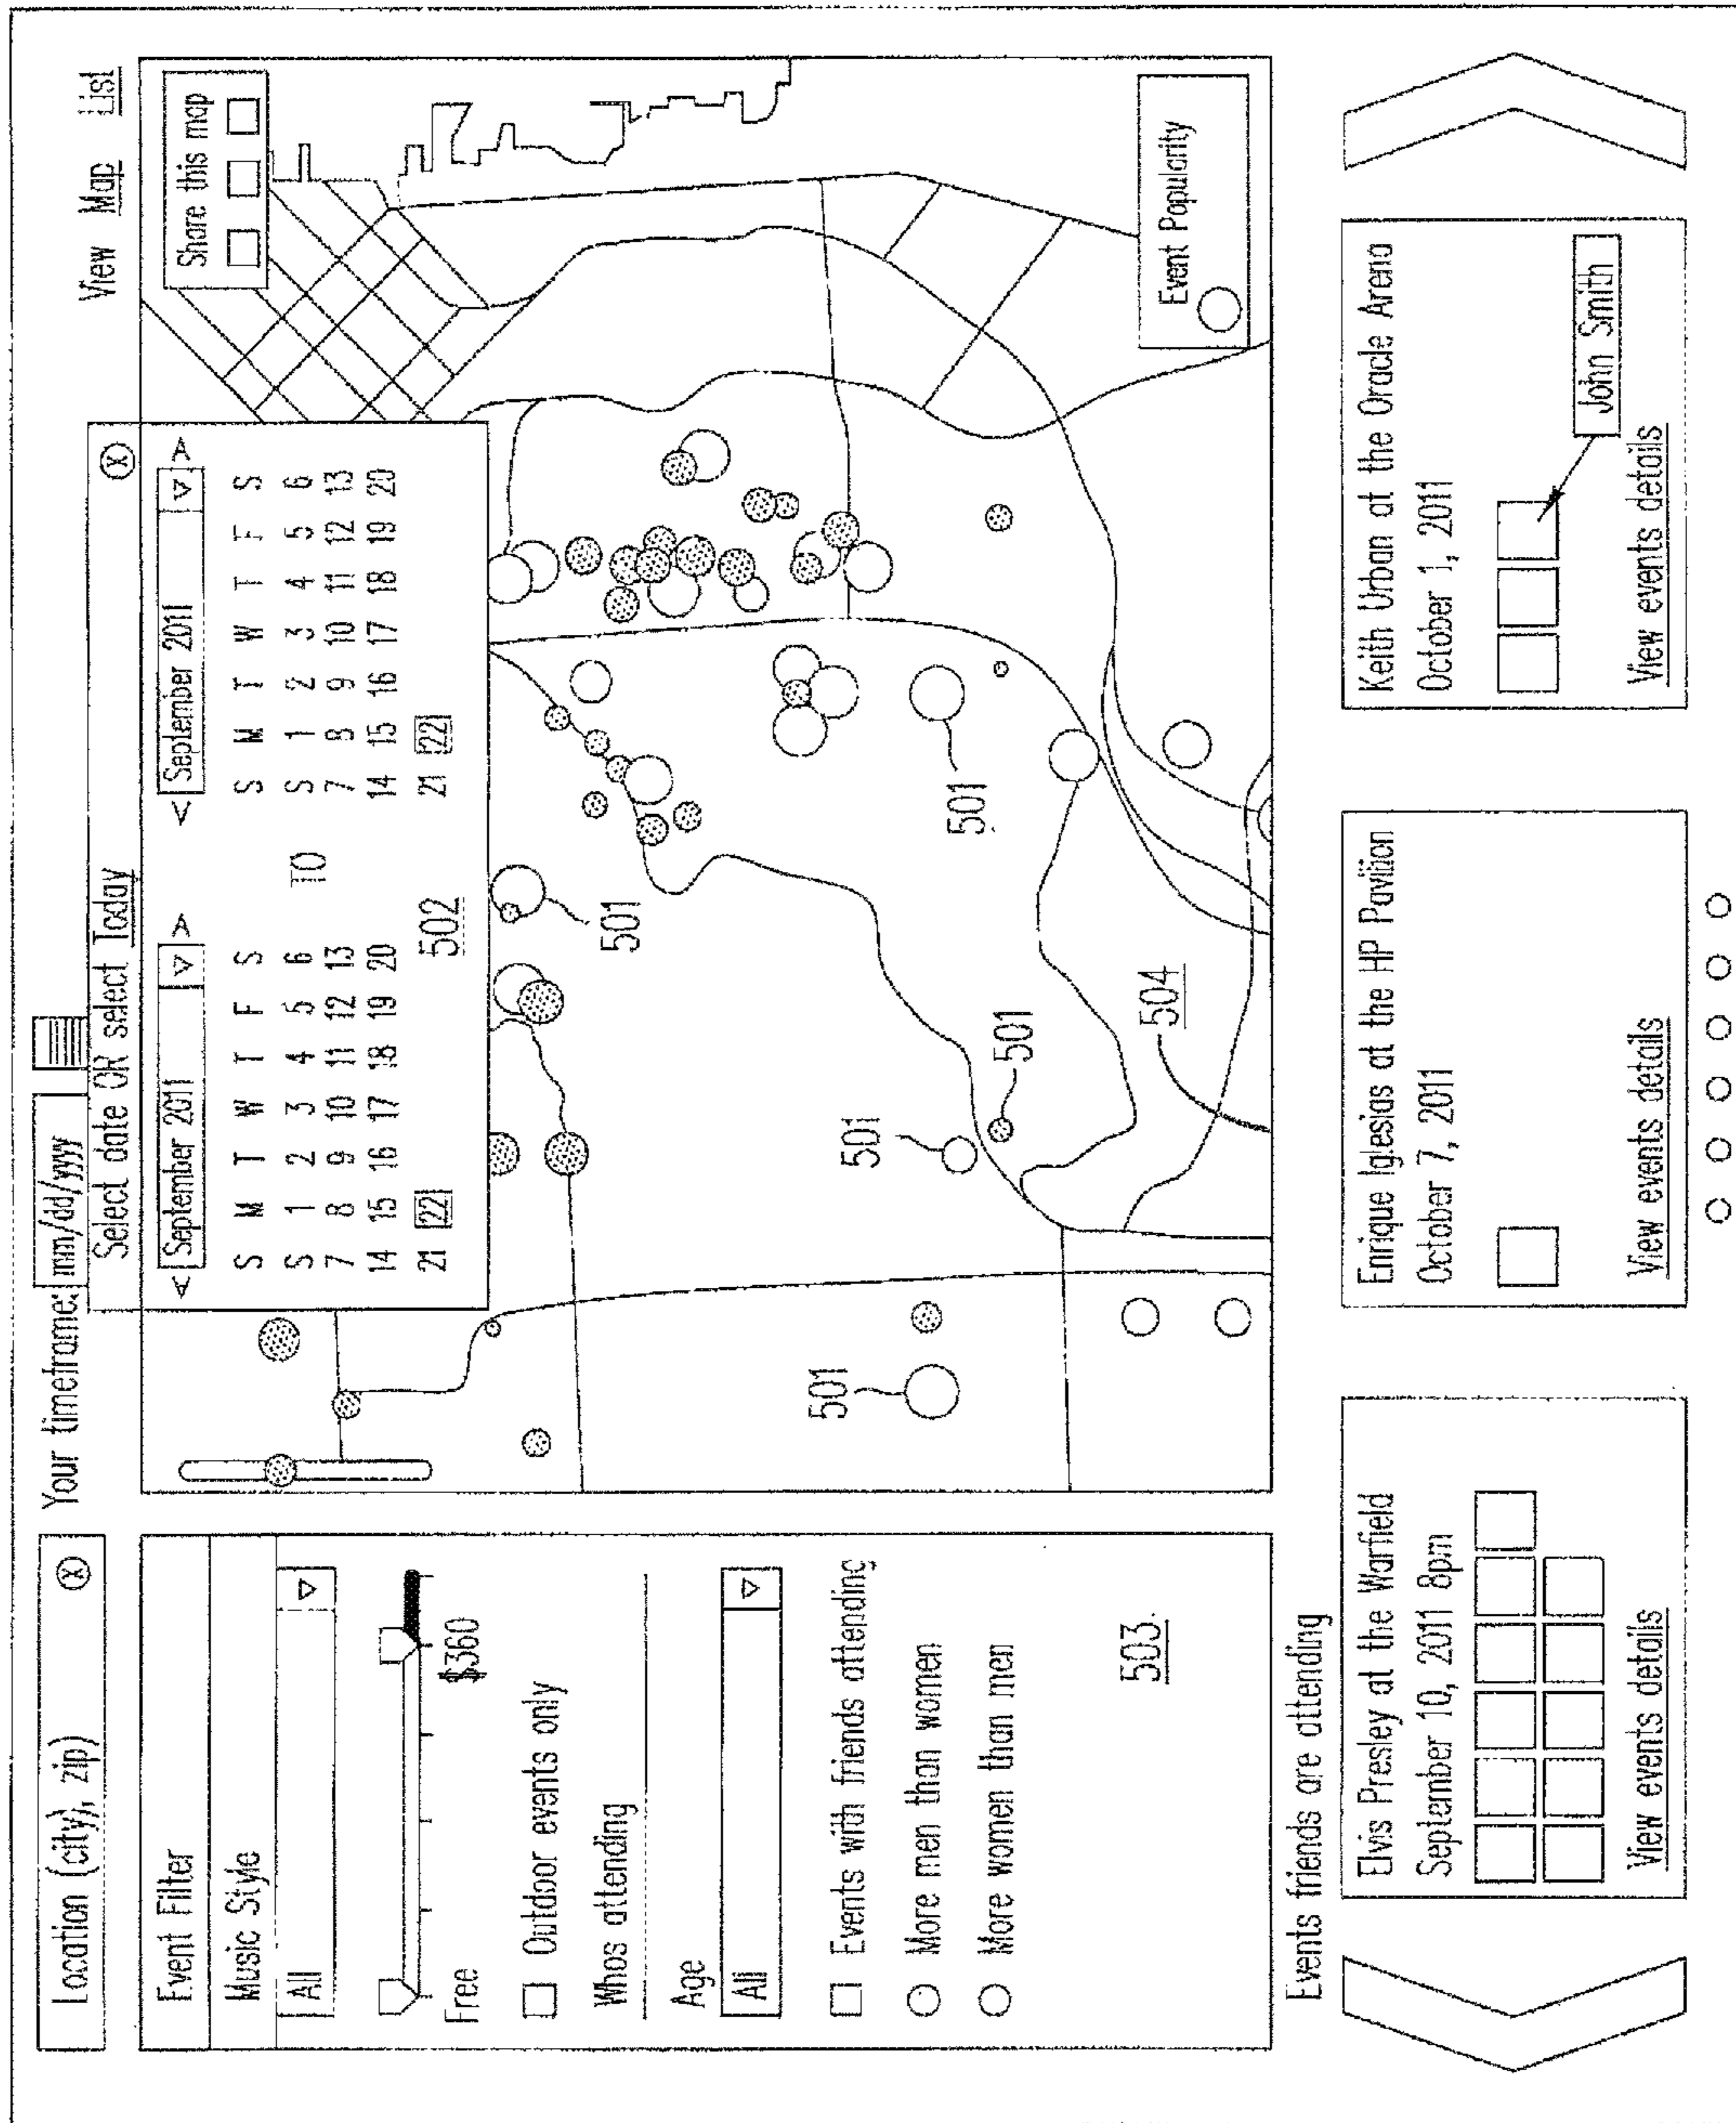 Location (city), zip) X
Your timeframe: mm/dd/yyyy
View Map List
Select date OR select Today X
< September 2011 >
S M T W T F S
S 1 2 3 4 5 6
7 8 9 10 11 12 13
14 15 16 17 18 19 20
21 22
TO
< September 2011 >
S M T W T F S
S 1 2 3 4 5 6
7 8 9 10 11 12 13
14 15 16 17 18 19 20
21 22
502
Share this map
Event Filter
Music Style
All
Free $360
Outdoor events only
Whos attending
Age
All
Events with friends attending
More men than women
More women than men
503
501
501
501
501
501
504
Event Popularity
Events friends are attending
Elvis Presley at the Warfield
September 10, 2011 8pm
View events details
Enrique Iglesias at the HP Pavilion
October 7, 2011
View events details
Keith Urban at the Oracle Arena
October 1, 2011
John Smith
View events details